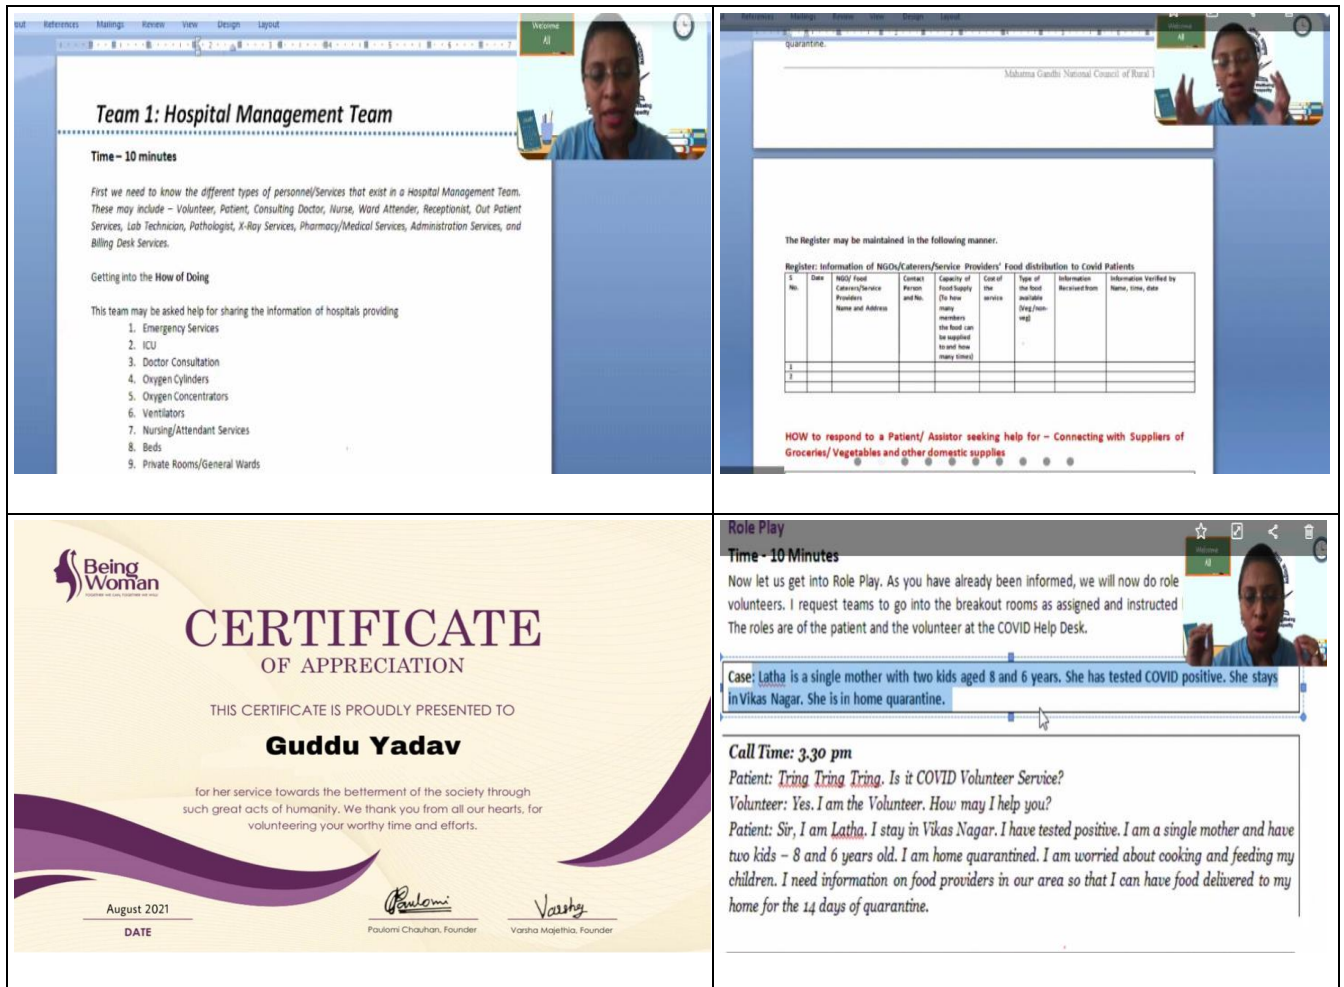 out References Mailings Review View Design Layout
Welcome
All
Team 1: Hospital Management Team
Time – 10 minutes
First we need to know the different types of personnel/Services that exist in a Hospital Management Team.
These may include – Volunteer, Patient, Consulting Doctor, Nurse, Ward Attender, Receptionist, Out Patient
Services, Lab Technician, Pathologist, X-Ray Services, Pharmacy/Medical Services, Administration Services, and
Billing Desk Services.
Getting into the How of Doing
This team may be asked help for sharing the information of hospitals providing
1. Emergency Services
2. ICU
3. Doctor Consultation
4. Oxygen Cylinders
5. Oxygen Concentrators
6. Ventilators
7. Nursing/Attendant Services
8. Beds
9. Private Rooms/General Wards
References Mailings Review View Design Layout
Welcome
All
quarantine.
Mahatma Gandhi National Council of Rural
The Register may be maintained in the following manner.
Register: Information of NGOs/Caterers/Service Providers' Food distribution to Covid Patients
S No.
Date
NGO/ Food
Caterers/Service
Providers
Name and Address
Contact
Person
and No.
Capacity of
Food Supply
(To how
many
members
the food can
be supplied
to and how
many times)
Cost of
the
service
Type of
the food
available
(Veg/non-
veg)
Information
Received from
Information Verified by
Name, time, date
1
2
HOW to respond to a Patient/ Assistor seeking help for – Connecting with Suppliers of
Groceries/ Vegetables and other domestic supplies
Being
Woman
CERTIFICATE
OF APPRECIATION
THIS CERTIFICATE IS PROUDLY PRESENTED TO
Guddu Yadav
for her service towards the betterment of the society through
such great acts of humanity. We thank you from all our hearts, for
volunteering your worthy time and efforts.
August 2021
DATE
Paulomi
Paulomi Chauhan, Founder
Varsha Majethia, Founder
Role Play
Time - 10 Minutes
Now let us get into Role Play. As you have already been informed, we will now do role
volunteers. I request teams to go into the breakout rooms as assigned and instructed
The roles are of the patient and the volunteer at the COVID Help Desk.
Welcome
All
Case: Latha is a single mother with two kids aged 8 and 6 years. She has tested COVID positive. She stays
in Vikas Nagar. She is in home quarantine.
Call Time: 3.30 pm
Patient: Tring Tring Tring. Is it COVID Volunteer Service?
Volunteer: Yes. I am the Volunteer. How may I help you?
Patient: Sir, I am Latha. I stay in Vikas Nagar. I have tested positive. I am a single mother and have
two kids – 8 and 6 years old. I am home quarantined. I am worried about cooking and feeding my
children. I need information on food providers in our area so that I can have food delivered to my
home for the 14 days of quarantine.